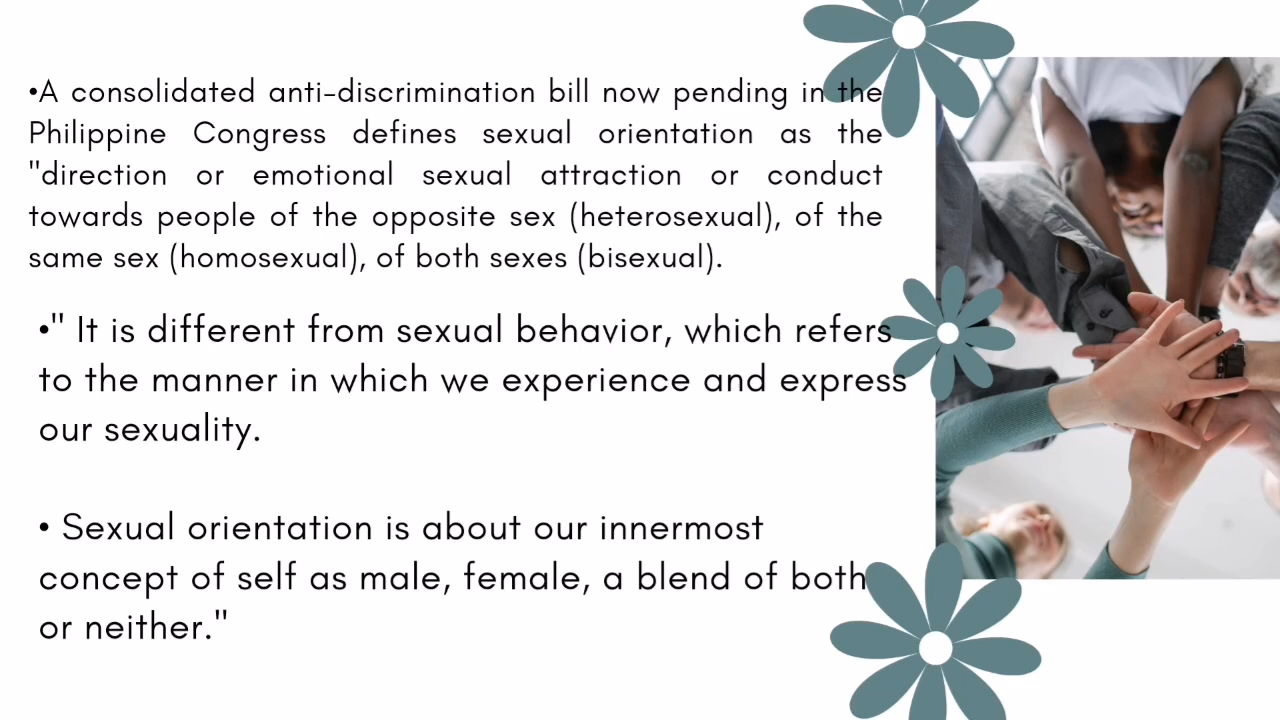 •A consolidated anti-discrimination bill now pending in the
Philippine Congress defines sexual orientation as the
"direction or emotional sexual attraction or conduct
towards people of the opposite sex (heterosexual), of the
same sex (homosexual), of both sexes (bisexual).
•" It is different from sexual behavior, which refers
to the manner in which we experience and express
our sexuality.
• Sexual orientation is about our innermost
concept of self as male, female, a blend of both
or neither."